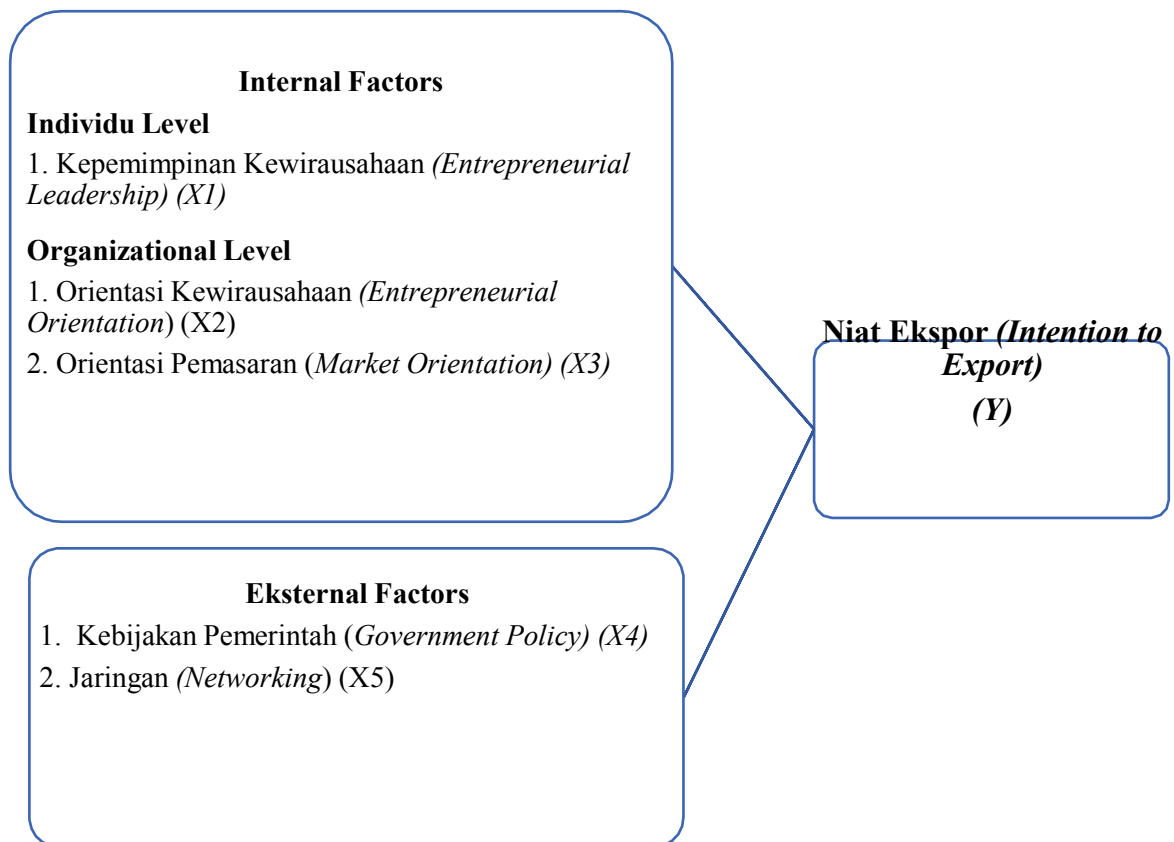 Internal Factors
Individu Level
1. Kepemimpinan Kewirausahaan (Entrepreneurial
Leadership) (X1)
Organizational Level
1. Orientasi Kewirausahaan (Entrepreneurial
Orientation) (X2)
2. Orientasi Pemasaran (Market Orientation) (X3)
Niat Ekspor (Intention to
Export)
(Y)
Eksternal Factors
1. Kebijakan Pemerintah (Government Policy) (X4)
2. Jaringan (Networking) (X5)